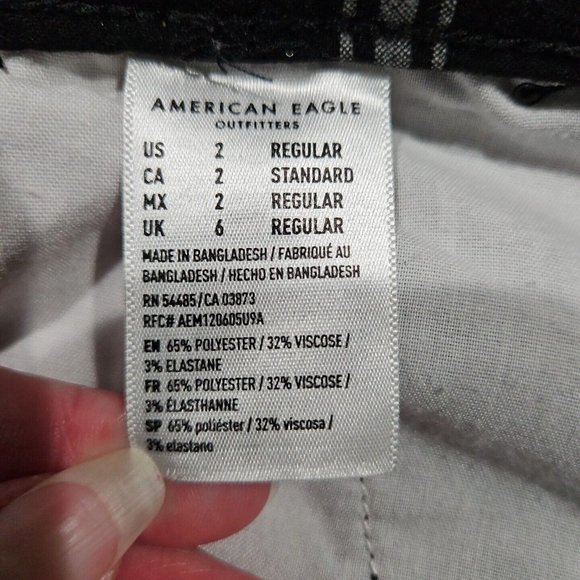 AMERICAN EAGLE
OUTFITTERS
US 2 REGULAR
CA 2 STANDARD
MX 2 REGULAR
UK 6 REGULAR
MADE IN BANGLADESH / FABRIQUÉ AU
BANGLADESH / HECHO EN BANGLADESH
RN 54485/CA 03873
RFC# AEM120605U9A
EN 65% POLYESTER / 32% VISCOSE /
3% ELASTANE
FR 65% POLYESTER / 32% VISCOSE /
3% ÉLASTHANNE
SP 65% poliéster / 32% viscosa /
3% elastano